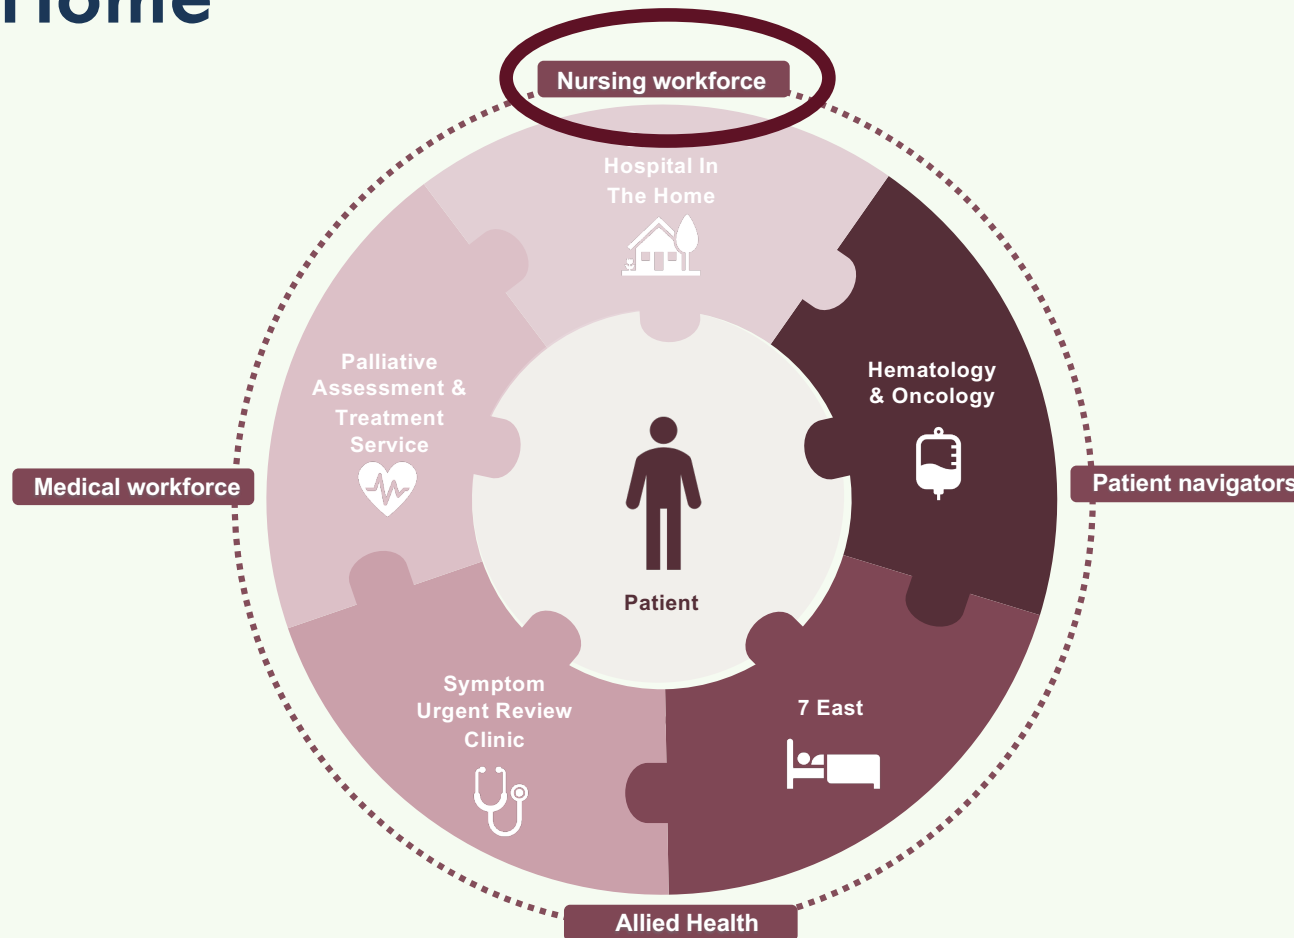 Home
Nursing workforce
Hospital In
The Home
Palliative
Assessment &
Treatment
Service
Hematology
& Oncology
Medical workforce
Patient navigators
Patient
Symptom
Urgent Review
Clinic
7 East
Allied Health